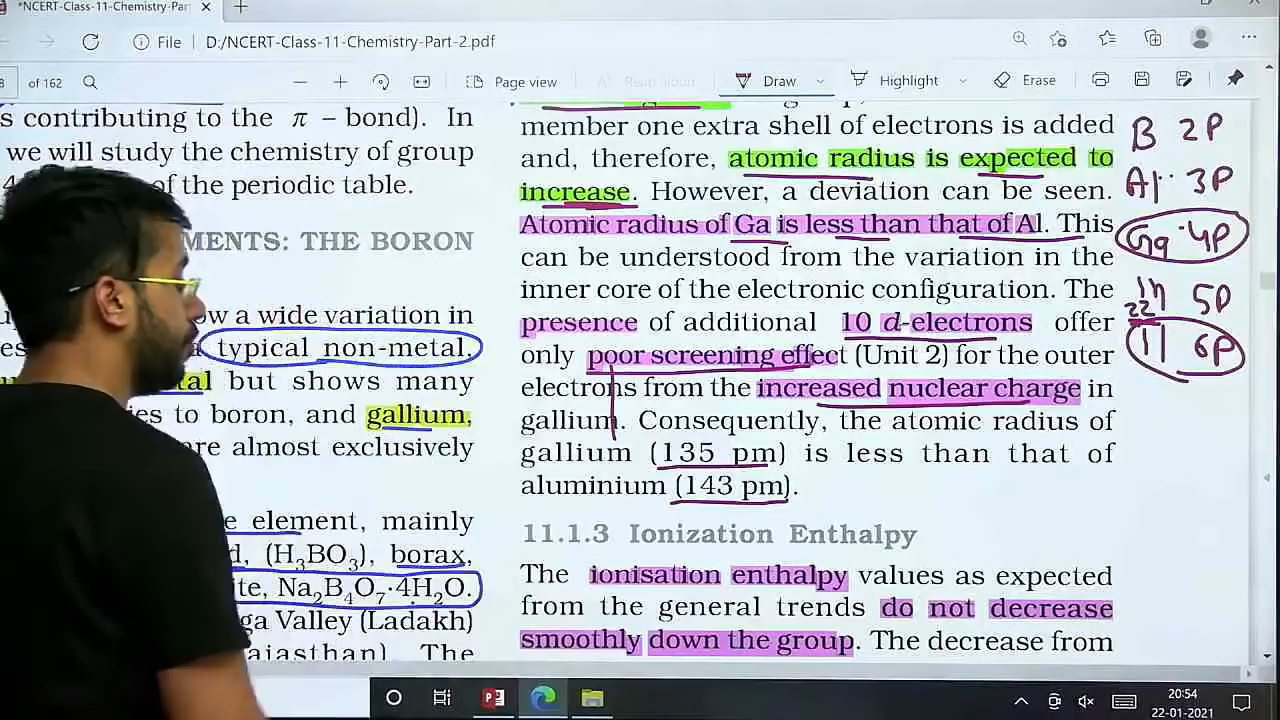 *NCERT-Class-11-Chemistry-Par
File D:/NCERT-Class-11-Chemistry-Part-2.pdf
8 of 162 Page view Read aloud Draw Highlight Erase
s contributing to the π – bond). In
we will study the chemistry of group
of the periodic table.
MENTS: THE BORON
ow a wide variation in
typical non-metal.
but shows many
ies to boron, and gallium,
re almost exclusively
e element, mainly
d, (H₃BO₃), borax,
ite, Na₂B₄O₇·4H₂O.
ga Valley (Ladakh)
ajasthan). The
member one extra shell of electrons is added
and, therefore, atomic radius is expected to
increase. However, a deviation can be seen.
Atomic radius of Ga is less than that of Al. This
can be understood from the variation in the
inner core of the electronic configuration. The
presence of additional 10 d-electrons offer
only poor screening effect (Unit 2) for the outer
electrons from the increased nuclear charge in
gallium. Consequently, the atomic radius of
gallium (135 pm) is less than that of
aluminium (143 pm).
11.1.3 Ionization Enthalpy
The ionisation enthalpy values as expected
from the general trends do not decrease
smoothly down the group. The decrease from
B 2P
Al 3P
Ga 4P
In 5P
Tl 6P
20:54
22-01-2021